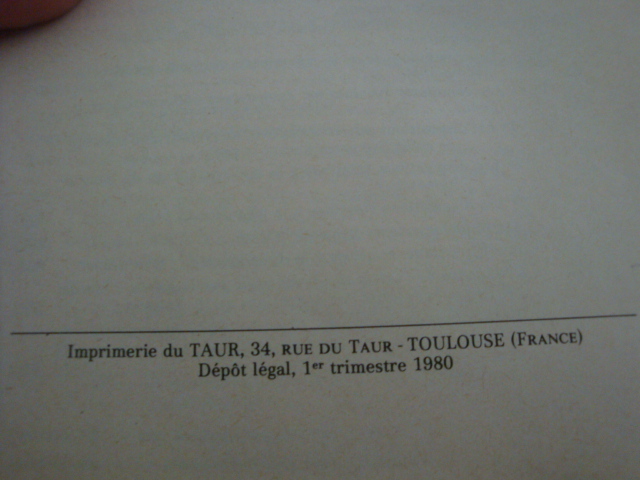 Imprimerie du TAUR, 34, RUE DU TAUR - TOULOUSE (FRANCE)
Dépôt légal, 1er trimestre 1980